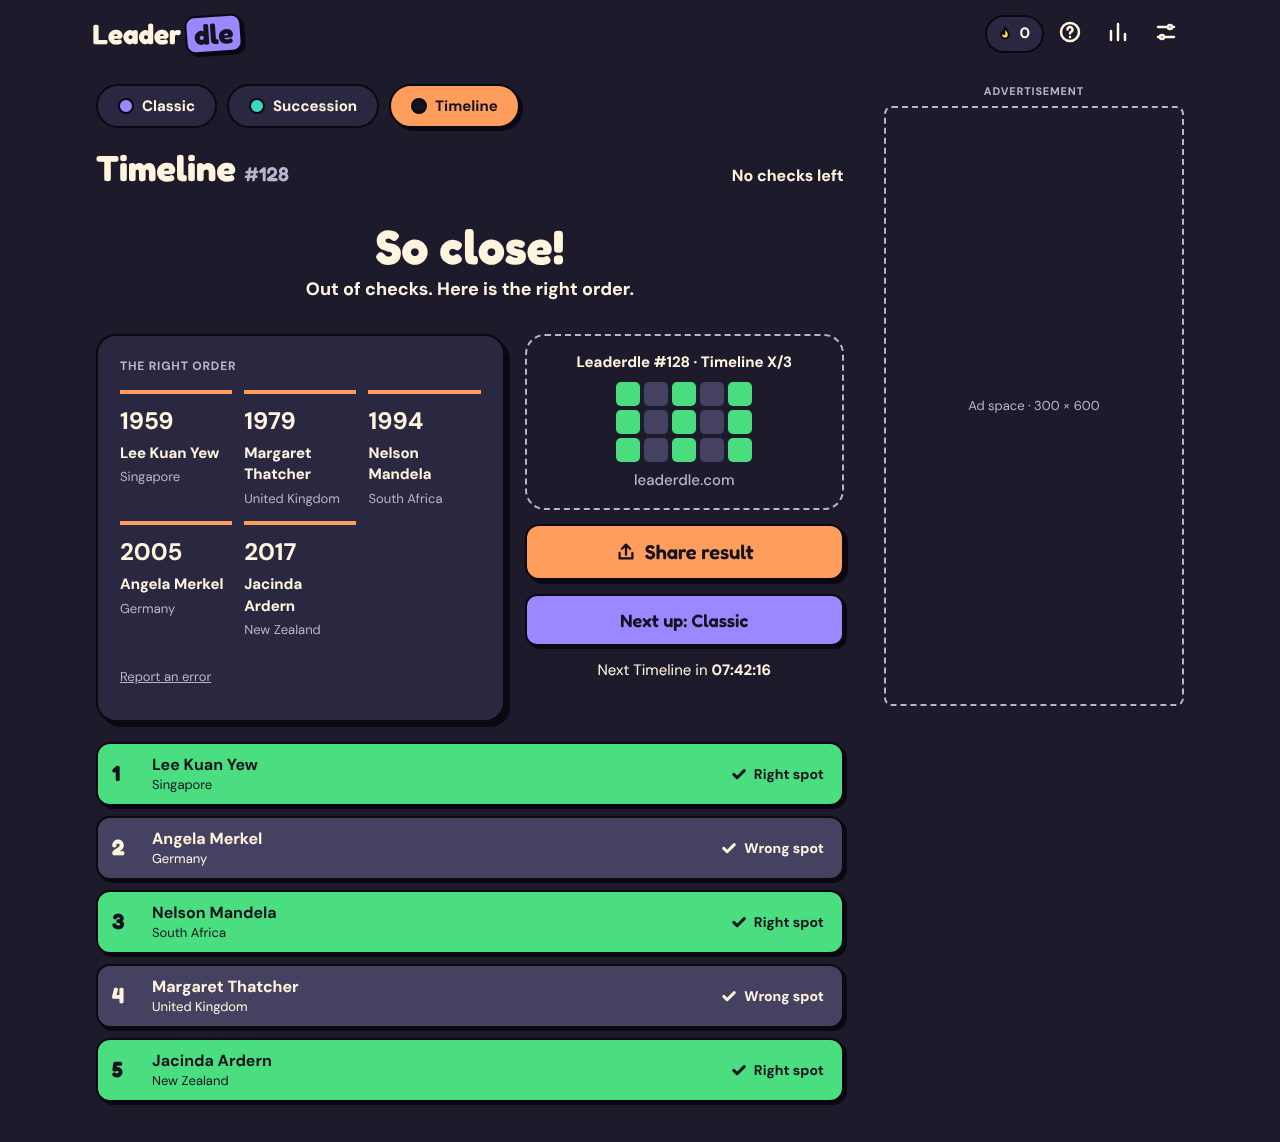 Leader dle
0
Classic
Succession
Timeline
ADVERTISEMENT
Timeline #128
No checks left
So close!
Out of checks. Here is the right order.
THE RIGHT ORDER
1959
Lee Kuan Yew
Singapore
1979
Margaret
Thatcher
United Kingdom
1994
Nelson
Mandela
South Africa
2005
Angela Merkel
Germany
2017
Jacinda
Ardern
New Zealand
Report an error
Leaderdle #128 · Timeline X/3
leaderdle.com
Share result
Next up: Classic
Next Timeline in 07:42:16
Ad space · 300 × 600
1
Lee Kuan Yew
Singapore
Right spot
2
Angela Merkel
Germany
Wrong spot
3
Nelson Mandela
South Africa
Right spot
4
Margaret Thatcher
United Kingdom
Wrong spot
5
Jacinda Ardern
New Zealand
Right spot